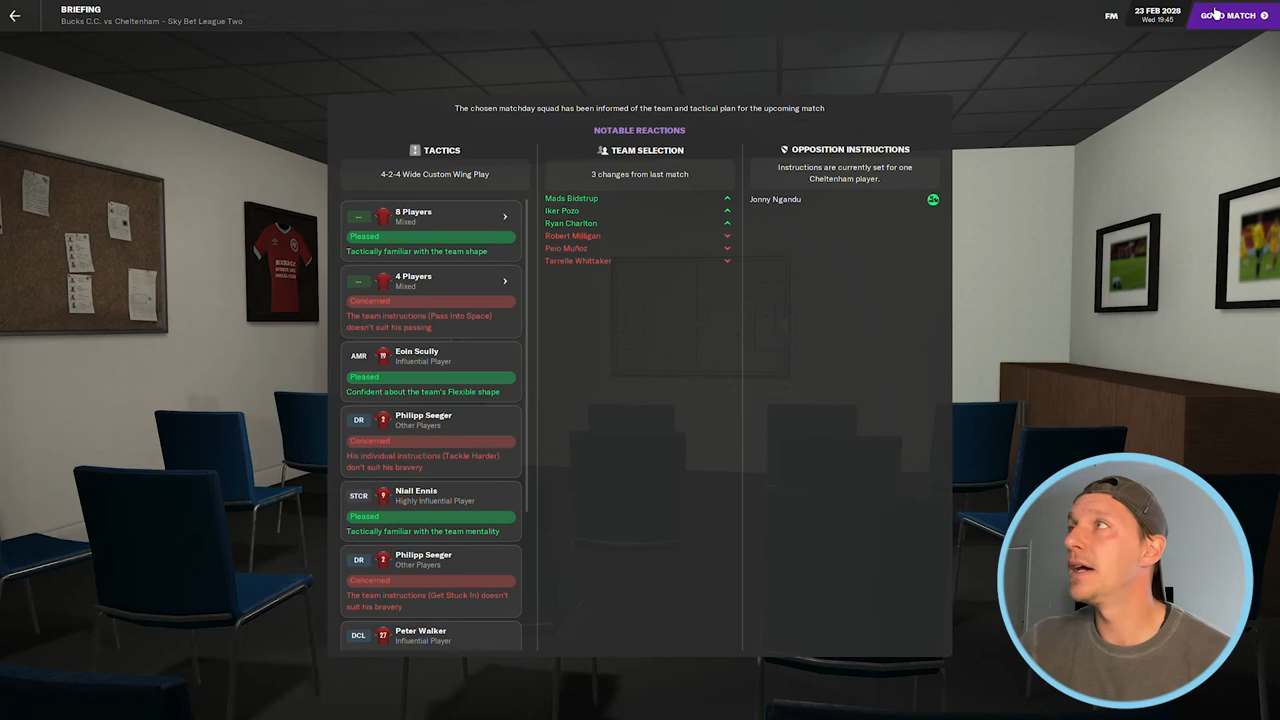 BRIEFING
Bucks C.C. vs Cheltenham - Sky Bet League Two
FM
23 FEB 2028
Wed 19:45
MATCH
The chosen matchday squad has been informed of the team and tactical plan for the upcoming match
NOTABLE REACTIONS
TACTICS
4-2-4 Wide Custom Wing Play
--
8 Players
Mixed
Pleased
Tactically familiar with the team shape
--
4 Players
Mixed
Concerned
The team instructions (Pass Into Space)
doesn't suit his passing
AMR
19
Eoin Scully
Influential Player
Pleased
Confident about the team's Flexible shape
DR
2
Philipp Seeger
Other Players
Concerned
His individual instructions (Tackle Harder)
don't suit his bravery
STCR
9
Niall Ennis
Highly Influential Player
Pleased
Tactically familiar with the team mentality
DR
2
Philipp Seeger
Other Players
Concerned
The team instructions (Get Stuck In) doesn't
suit his bravery
DCL
27
Peter Walker
Influential Player
TEAM SELECTION
3 changes from last match
Mads Bidstrup
Iker Pozo
Ryan Charlton
Robert Milligan
Peio Muñoz
Tarrelle Whittaker
OPPOSITION INSTRUCTIONS
Instructions are currently set for one
Cheltenham player.
Jonny Ngandu